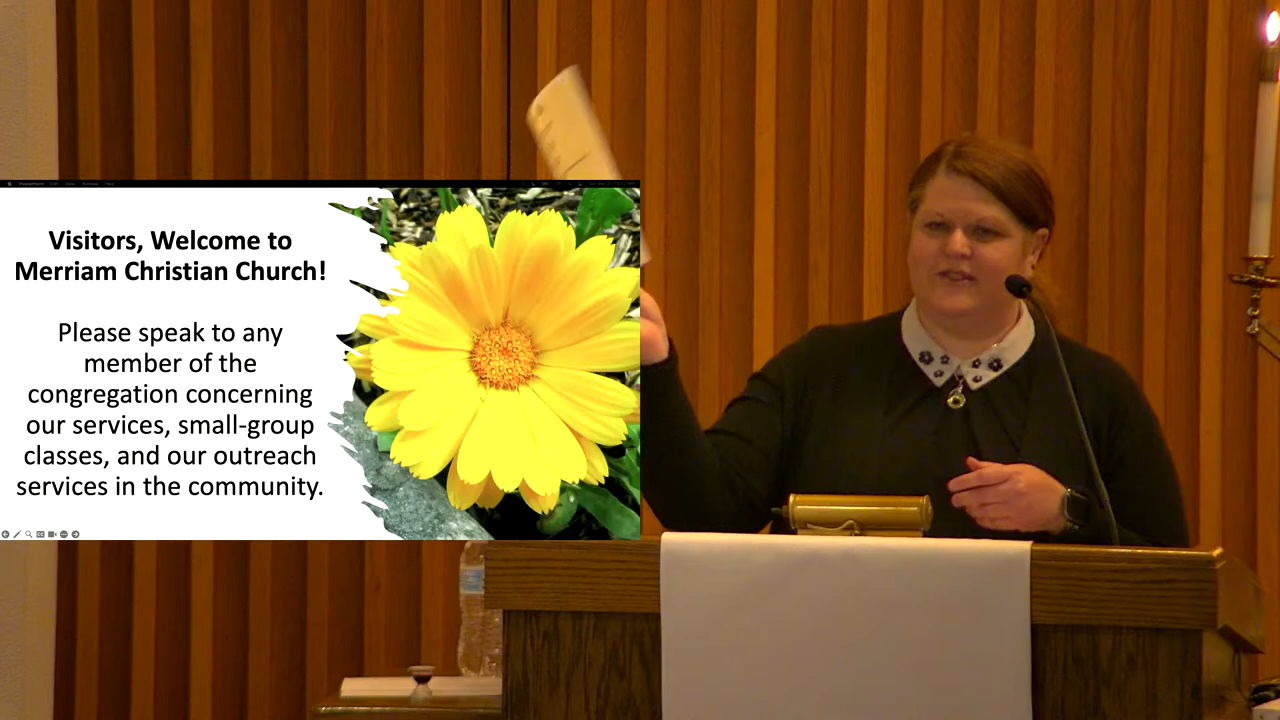 Visitors, Welcome to
Merriam Christian Church!
Please speak to any
member of the
congregation concerning
our services, small-group
classes, and our outreach
services in the community.